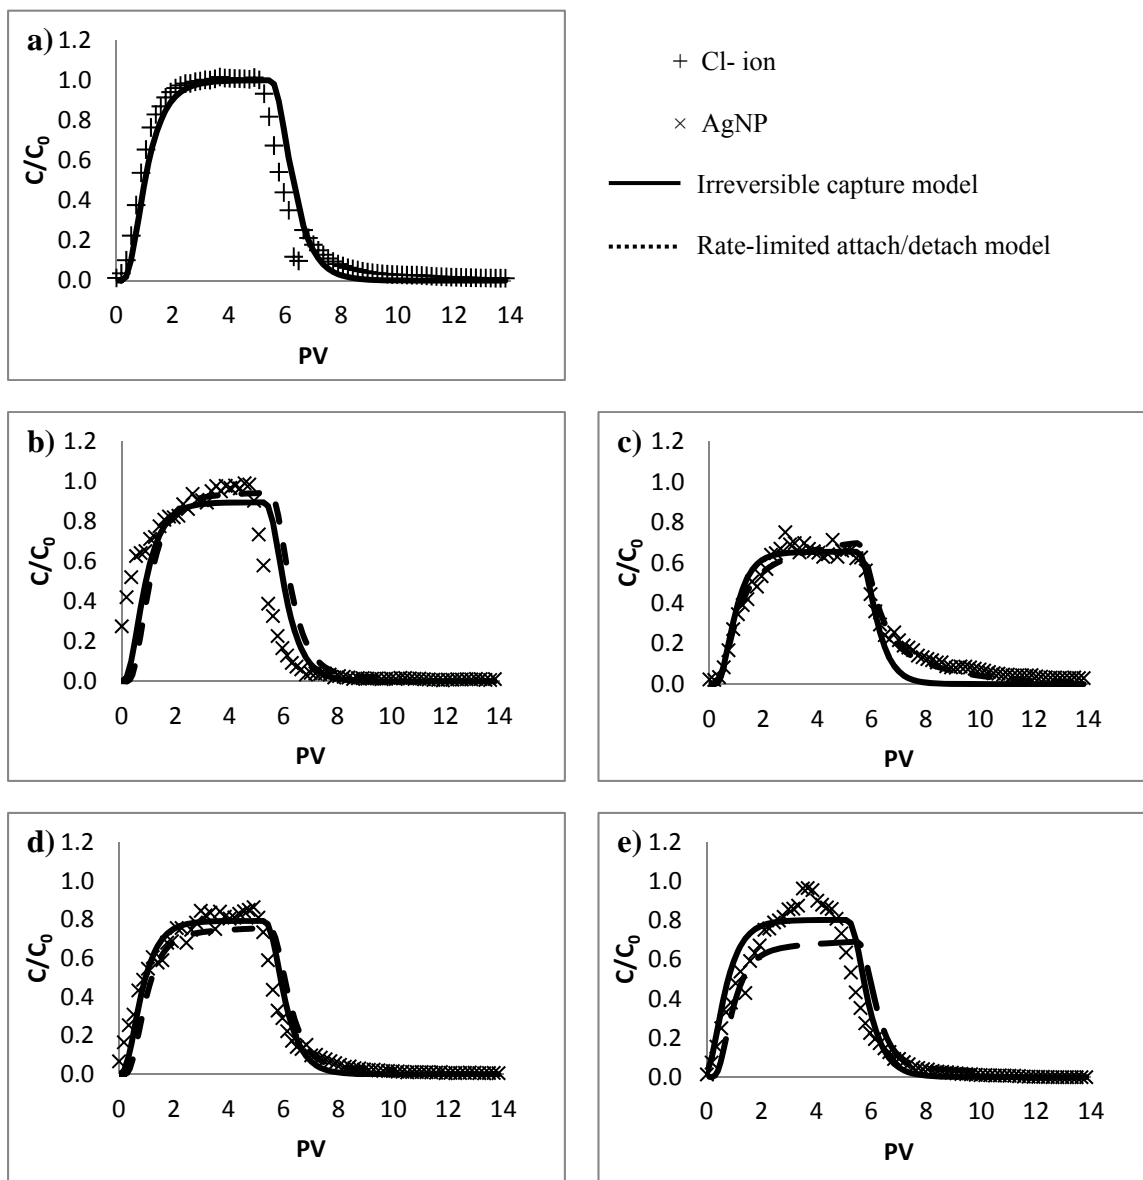 a)
1.2
1.0
0.8
0.6
0.4
0.2
0.0
C/C0
0 2 4 6 8 10 12 14
PV
+ Cl- ion
× AgNP
Irreversible capture model
Rate-limited attach/detach model
b)
1.2
1.0
0.8
0.6
0.4
0.2
0.0
C/C0
0 2 4 6 8 10 12 14
PV
c)
1.2
1.0
0.8
0.6
0.4
0.2
0.0
C/C0
0 2 4 6 8 10 12 14
PV
d)
1.2
1.0
0.8
0.6
0.4
0.2
0.0
C/C0
0 2 4 6 8 10 12 14
PV
e)
1.2
1.0
0.8
0.6
0.4
0.2
0.0
C/C0
0 2 4 6 8 10 12 14
PV